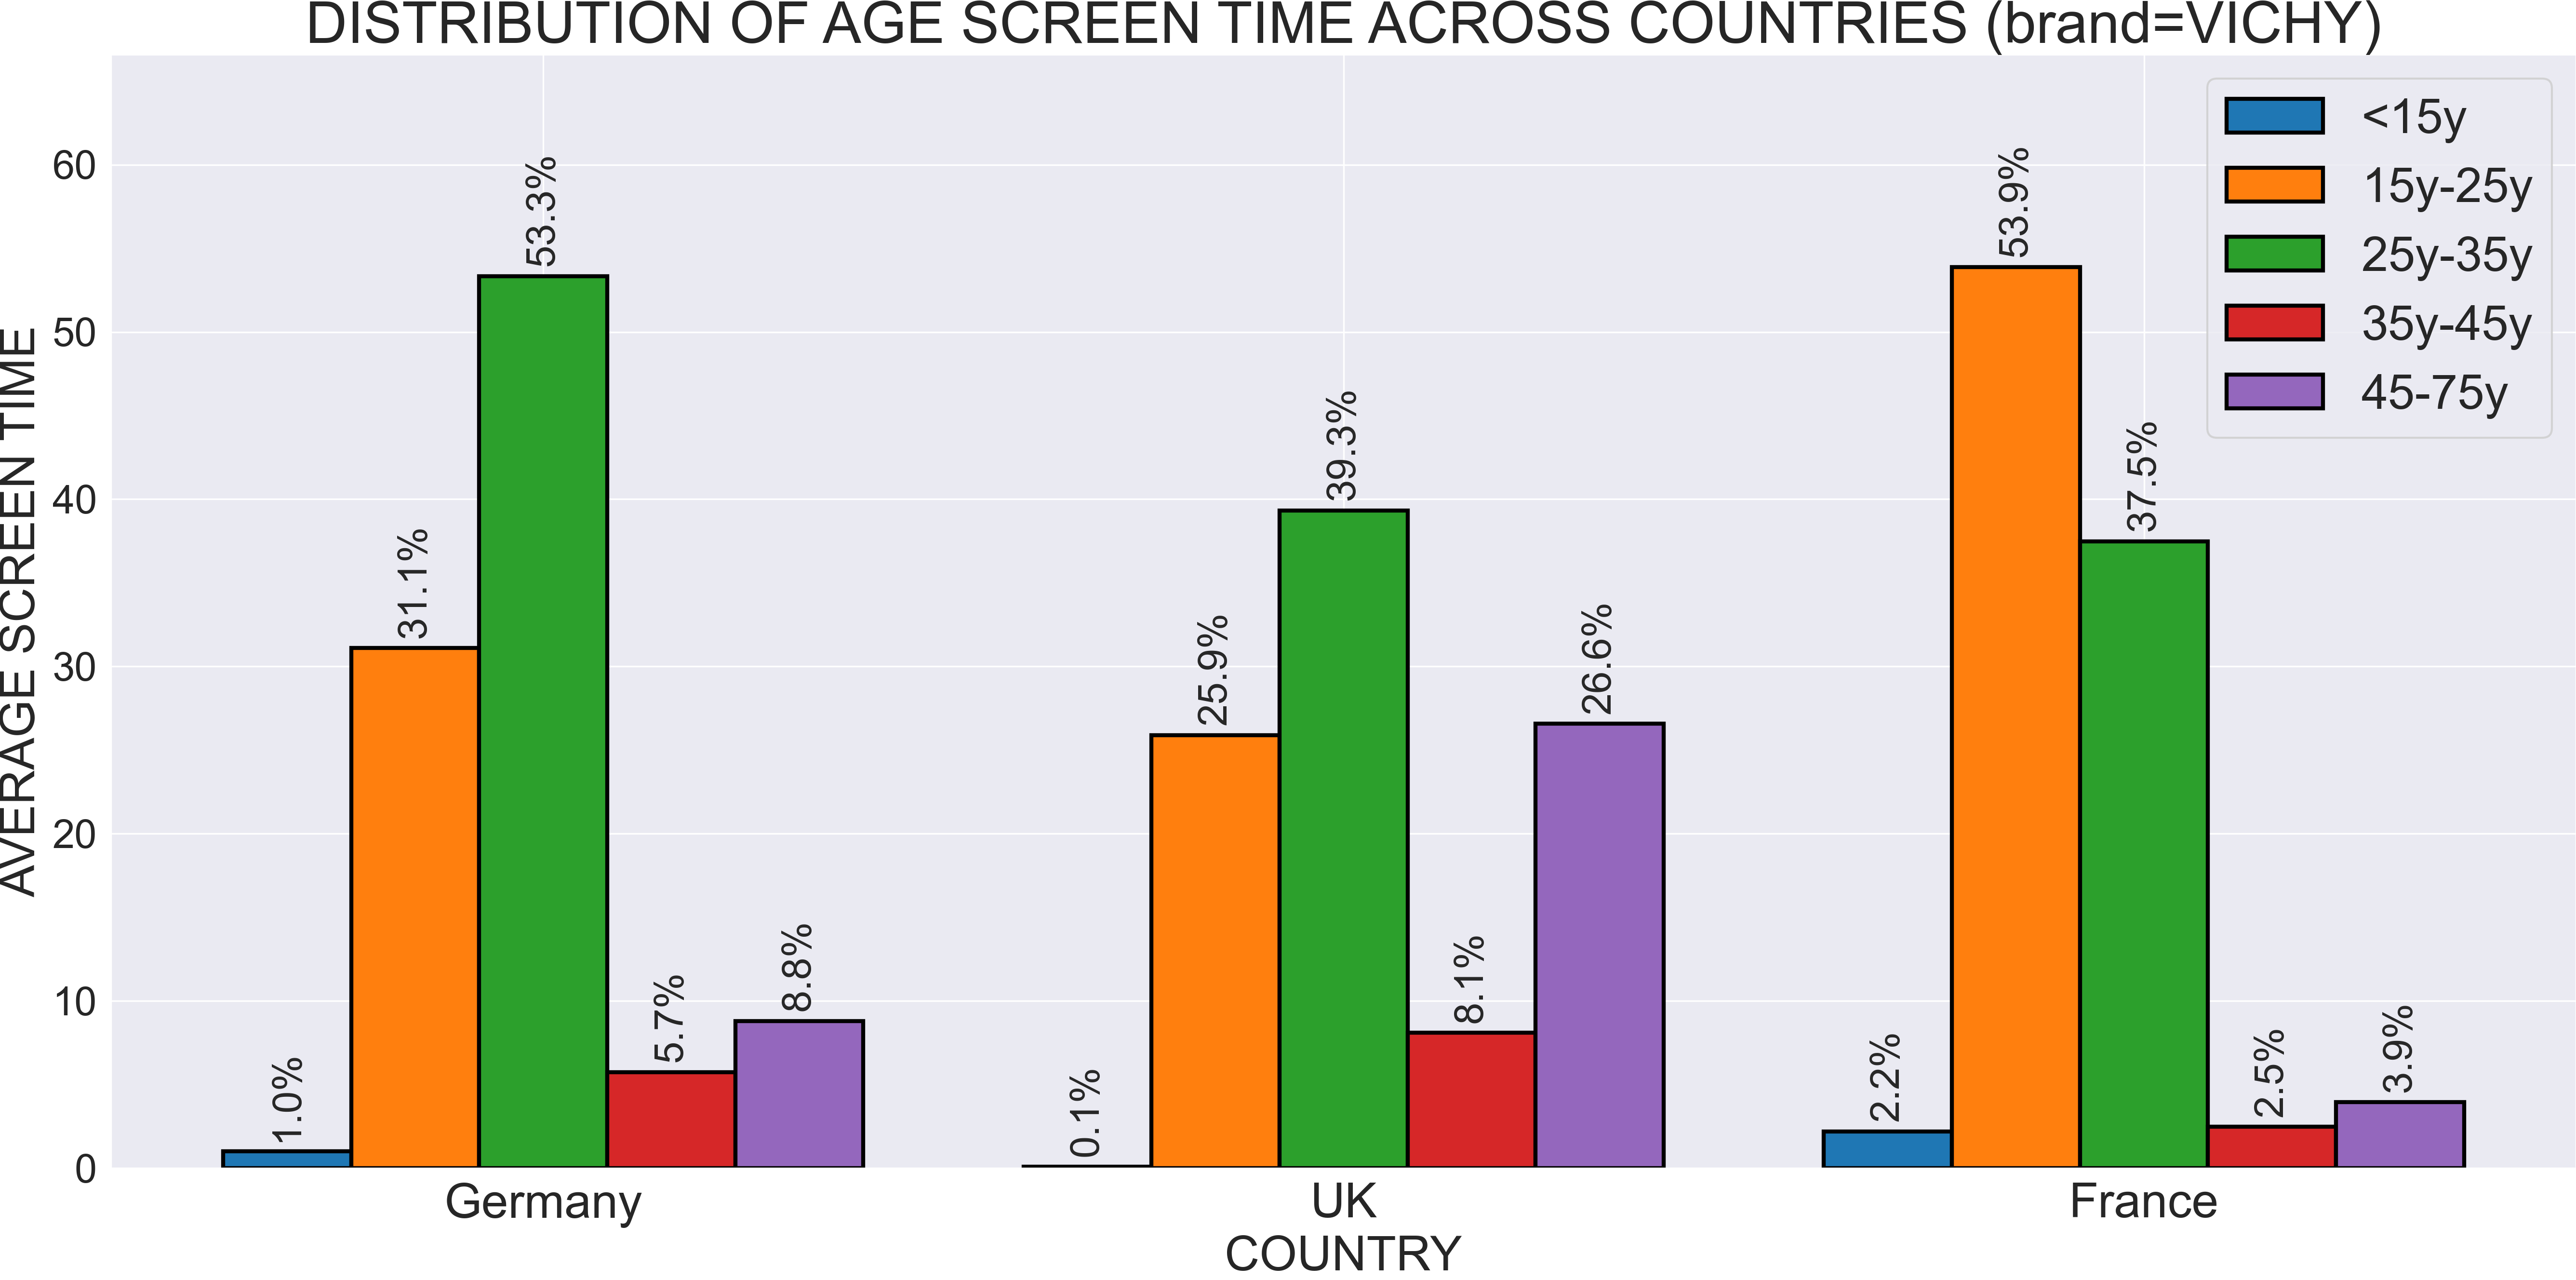 DISTRIBUTION OF AGE SCREEN TIME ACROSS COUNTRIES (brand=VICHY)
<15y
15y-25y
25y-35y
35y-45y
45-75y
AVERAGE SCREEN TIME
60
50
40
30
20
10
0
1.0%
31.1%
53.3%
5.7%
8.8%
0.1%
25.9%
39.3%
8.1%
26.6%
2.2%
53.9%
37.5%
2.5%
3.9%
Germany
UK
France
COUNTRY